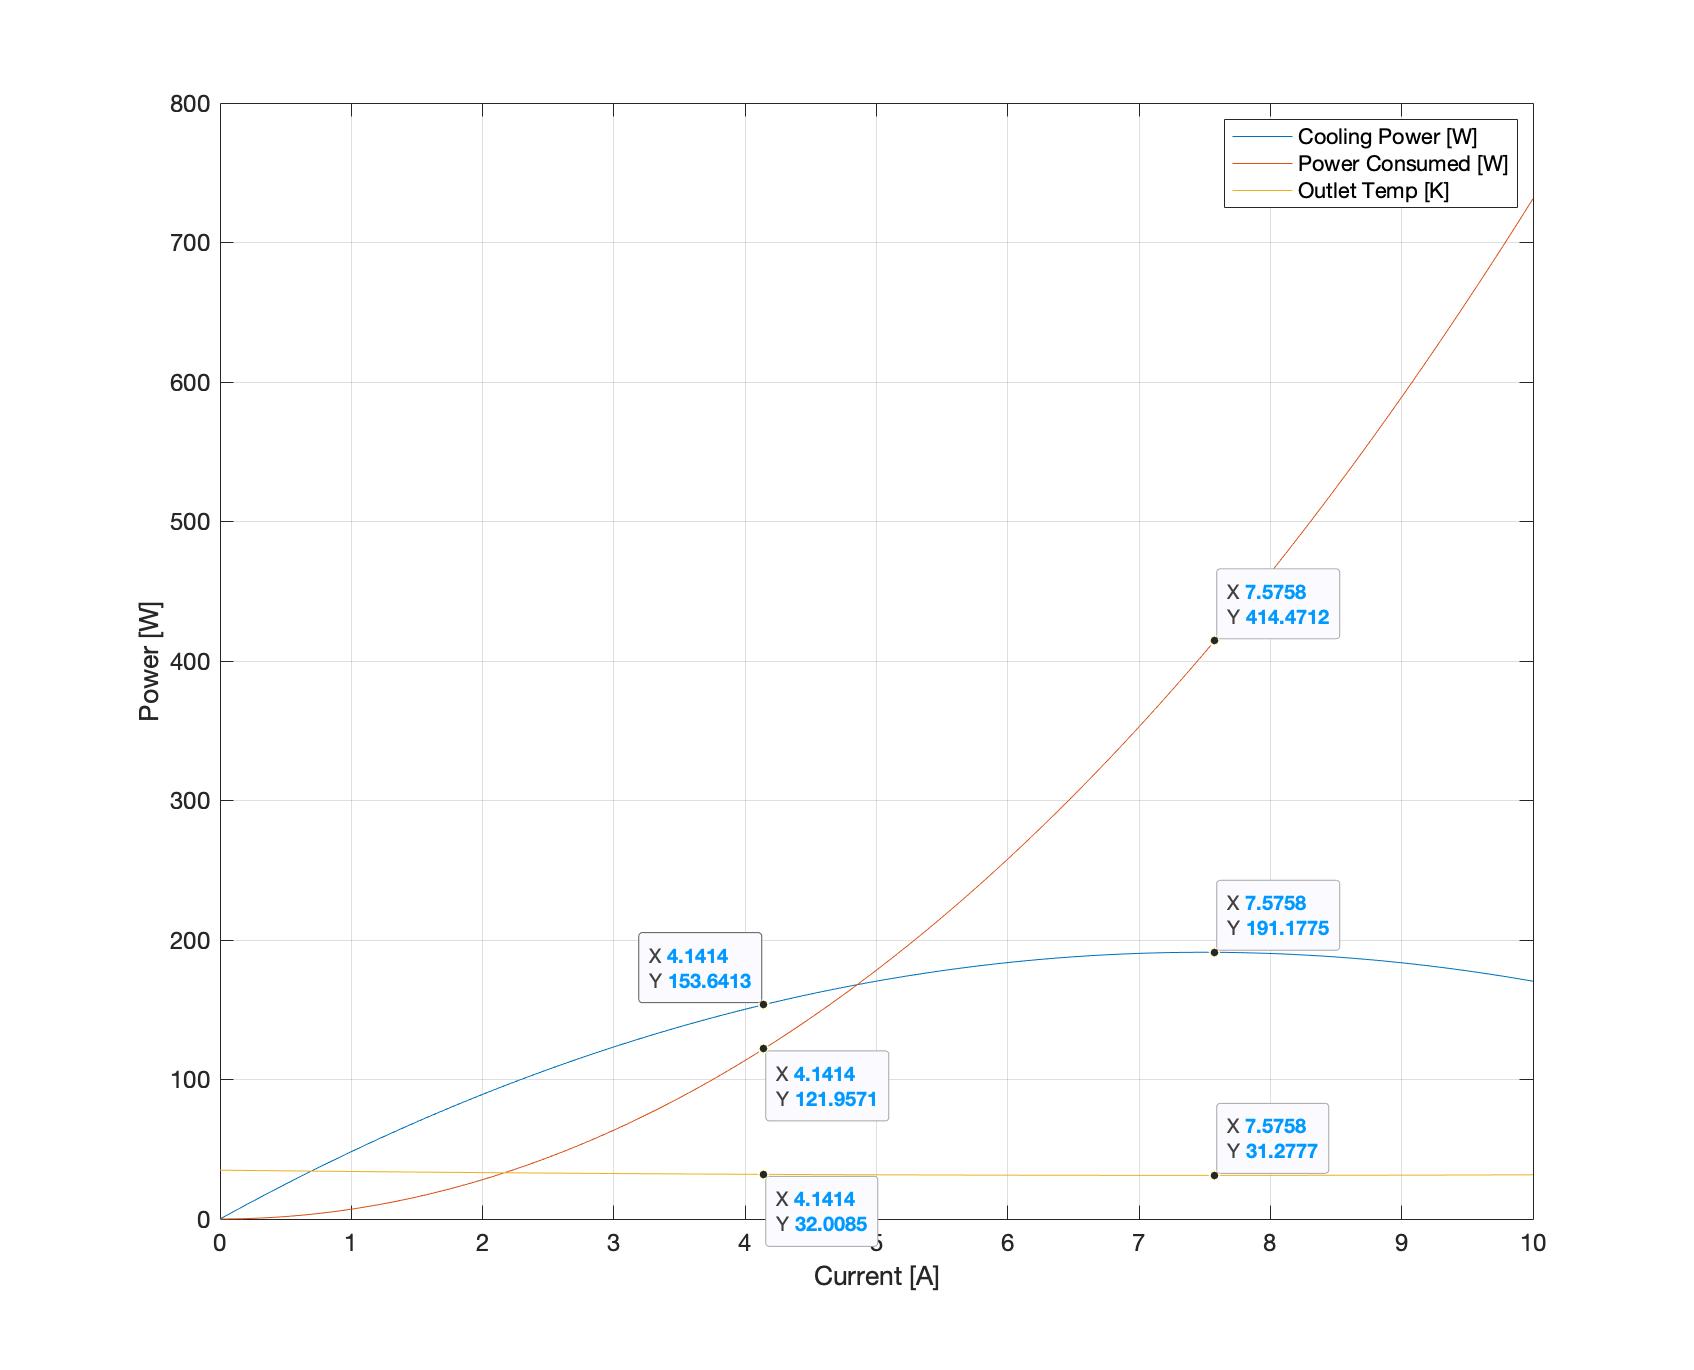 800
700
600
500
400
300
200
100
0
Power [W]
Cooling Power [W]
Power Consumed [W]
Outlet Temp [K]
X 7.5758
Y 414.4712
X 7.5758
Y 191.1775
X 4.1414
Y 153.6413
X 4.1414
Y 121.9571
X 7.5758
Y 31.2777
X 4.1414
Y 32.0085
0 1 2 3 4 5 6 7 8 9 10
Current [A]